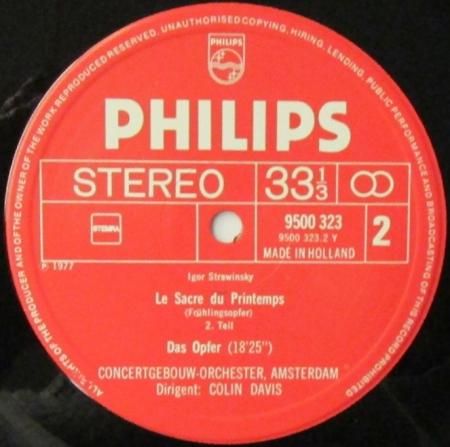 ALL RIGHTS OF THE PRODUCER AND OF THE OWNER OF THE WORK REPRODUCED RESERVED. UNAUTHORISED COPYING, HIRING, LENDING, PUBLIC PERFORMANCE AND BROADCASTING OF THIS RECORD PROHIBITED
PHILIPS
PHILIPS
STEREO 33⅓
STEMRA
9500 323
9500 323.2 Y
MADE IN HOLLAND
2
℗ 1977
Igor Strawinsky
Le Sacre du Printemps
(Frühlingsopfer)
2. Teil
Das Opfer (18'25")
CONCERTGEBOUW-ORCHESTER, AMSTERDAM
Dirigent: COLIN DAVIS